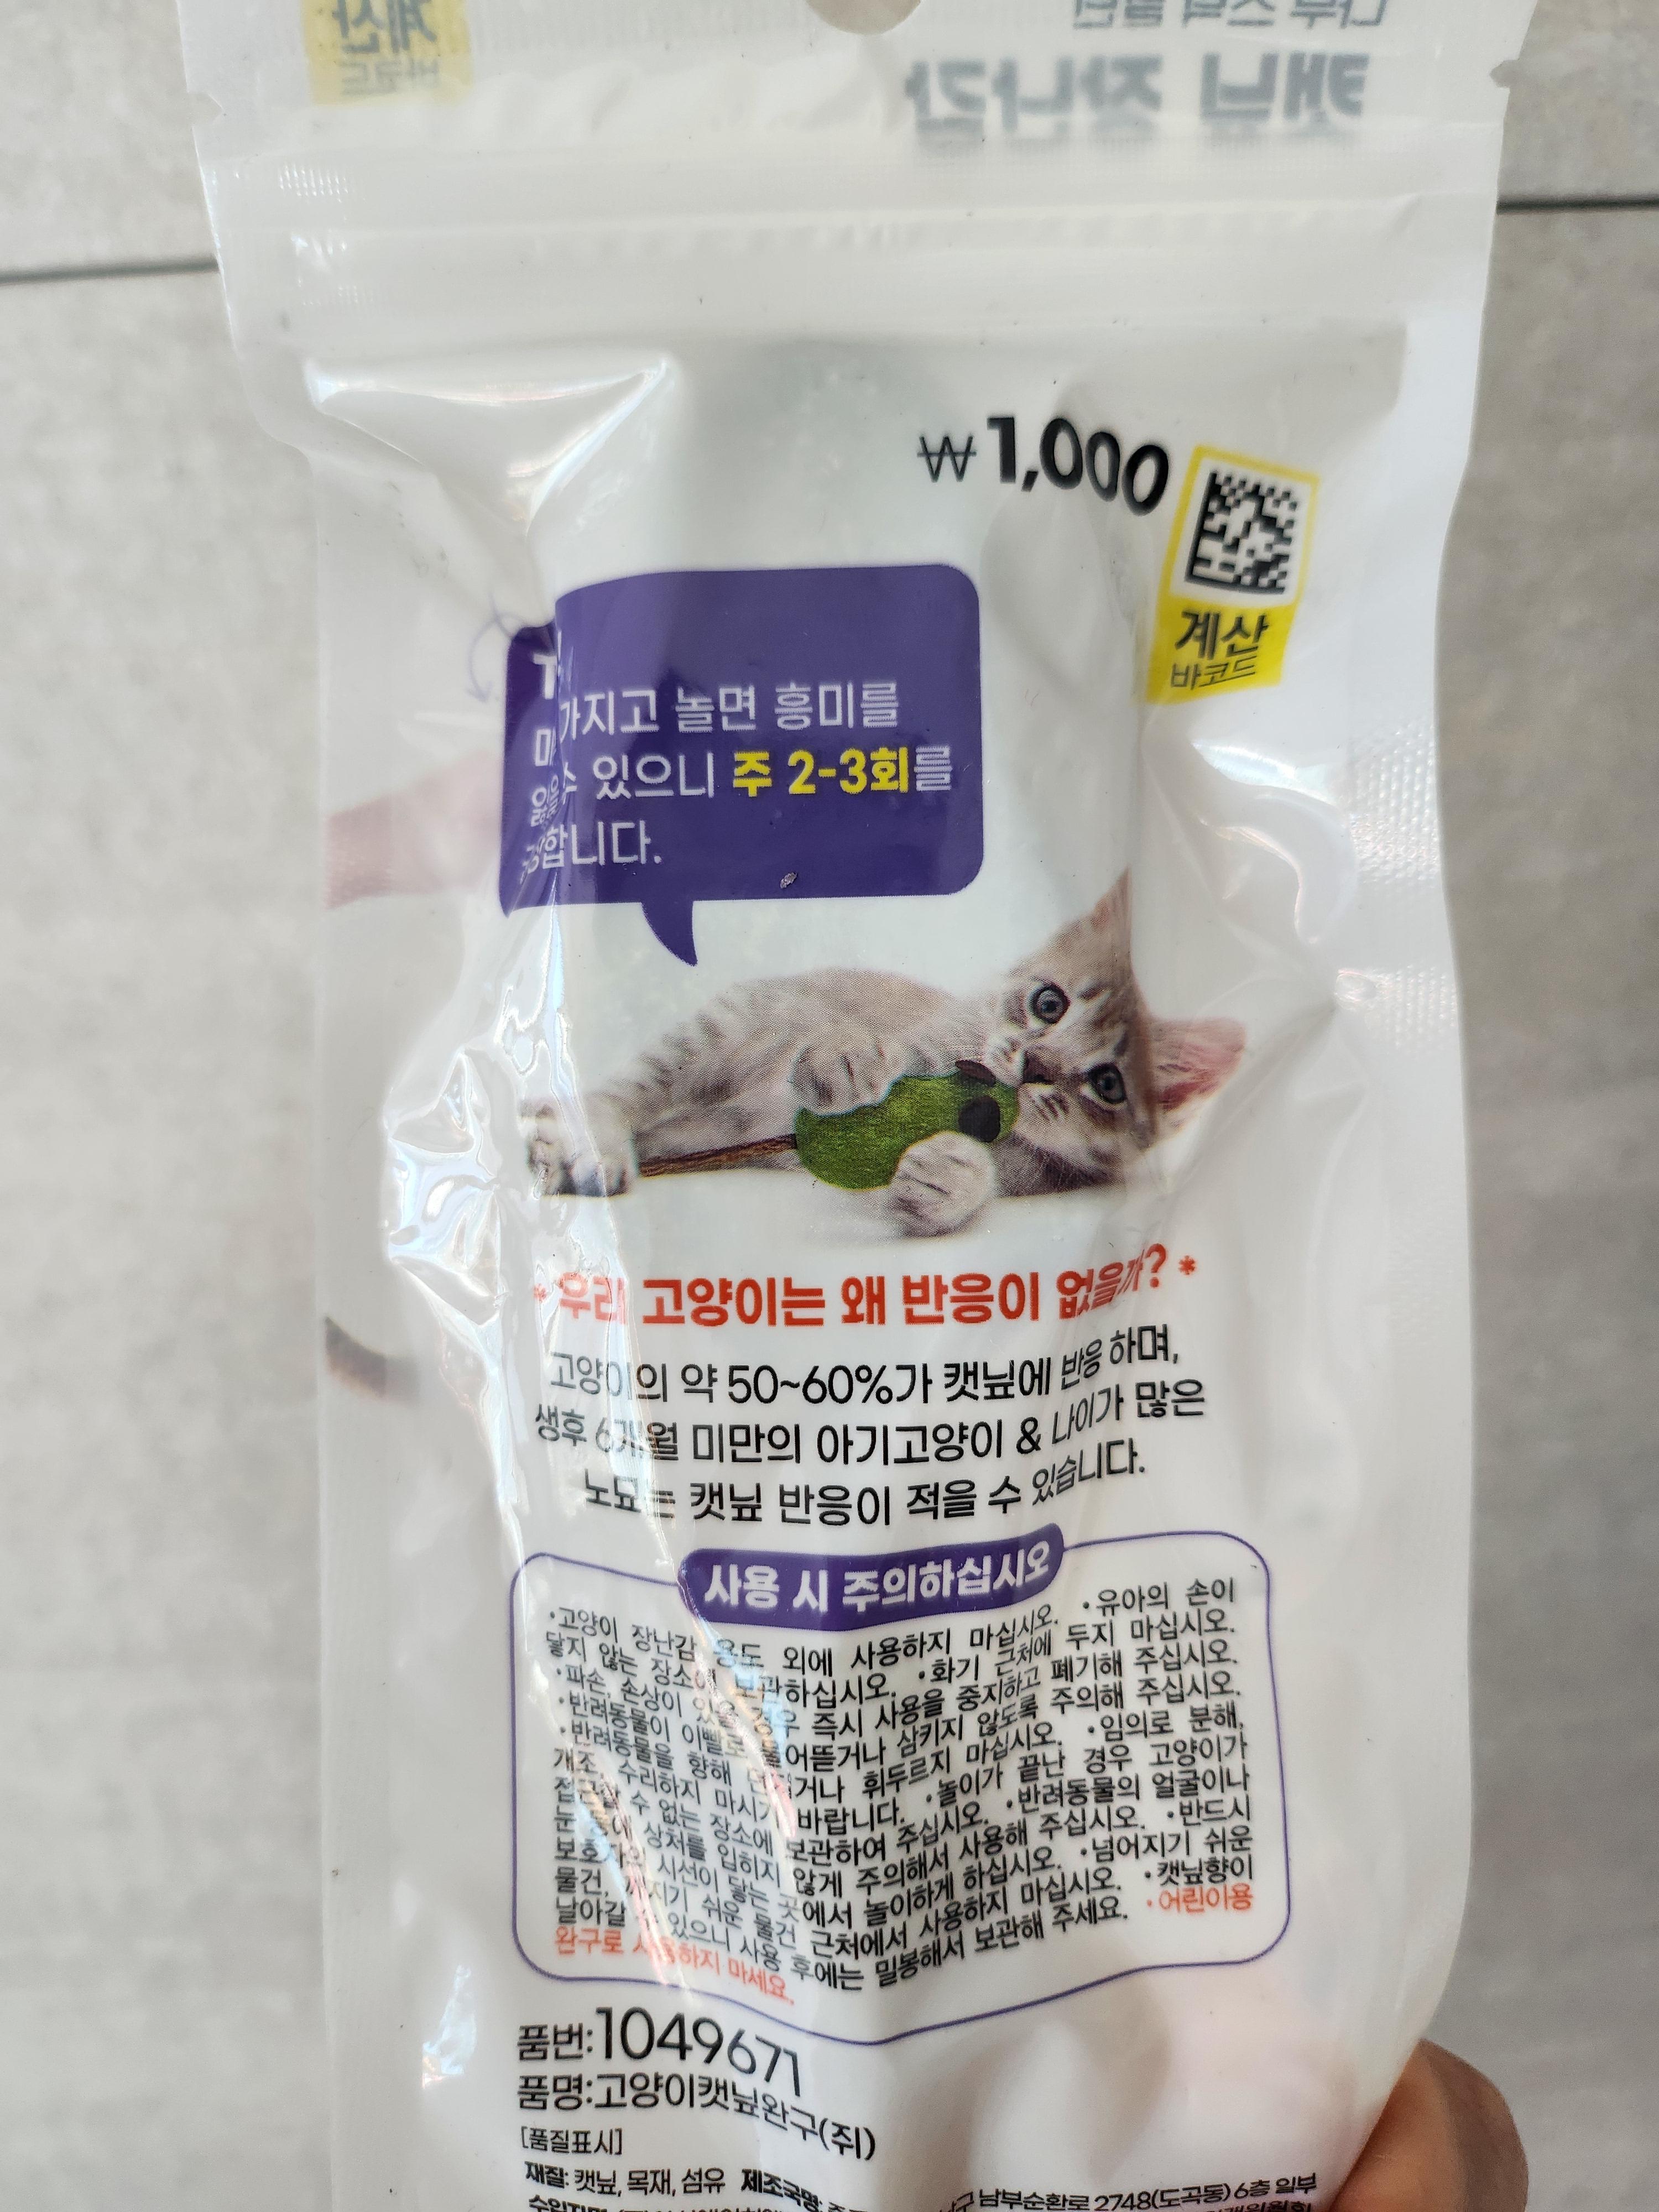 계산
바코드
캣닢 장난감
₩1,000
계산
바코드
가지고 놀면 흥미를
잃을 수 있으니 주 2-3회를
합니다.
* 우리 고양이는 왜 반응이 없을까? *
고양이의 약 50~60%가 캣닢에 반응 하며,
생후 6개월 미만의 아기고양이 & 나이가 많은
노묘는 캣닢 반응이 적을 수 있습니다.
사용 시 주의하십시오
•고양이 장난감 용도 외에 사용하지 마십시오. •유아의 손이
닿지 않는 장소에 보관하십시오. •화기 근처에 두지 마십시오.
•파손, 손상이 있을 경우 즉시 사용을 중지하고 폐기해 주십시오.
•반려동물이 이빨로 물어뜯거나 삼키지 않도록 주의해 주십시오.
•반려동물을 향해 던지거나 휘두르지 마십시오. •임의로 분해,
개조, 수리하지 마시기 바랍니다. •놀이가 끝난 경우 고양이가
접근할 수 없는 장소에 보관하여 주십시오. •반려동물의 얼굴이나
눈 등에 상처를 입히지 않게 주의해서 사용해 주십시오. •반드시
보호자의 시선이 닿는 곳에서 놀이하게 하십시오. •넘어지기 쉬운
물건, 깨지기 쉬운 물건 근처에서 사용하지 마십시오. •캣닢향이
날아갈 수 있으니 사용 후에는 밀봉해서 보관해 주세요. •어린이용
완구로 사용하지 마세요.
품번:1049671
품명:고양이캣닢완구(쥐)
[품질표시]
재질: 캣닢, 목재, 섬유 제조국명:
남부순환로 2748(도곡동) 6층 일부